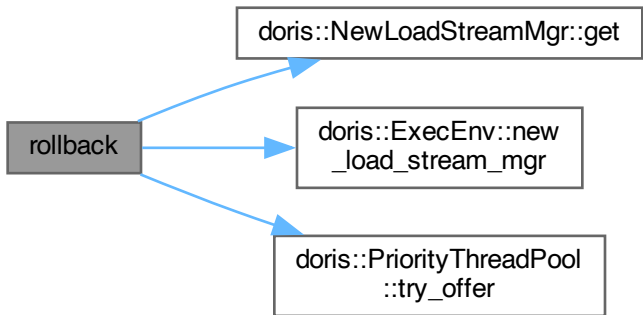 doris::NewLoadStreamMgr::get
rollback
doris::ExecEnv::new
_load_stream_mgr
doris::PriorityThreadPool
::try_offer